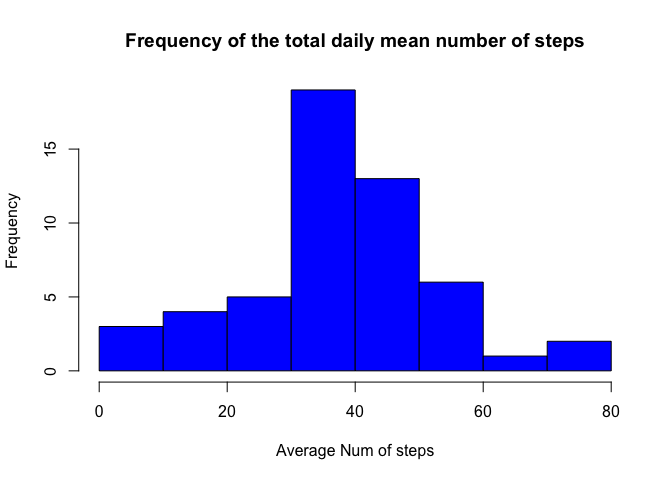 Frequency of the total daily mean number of steps
Frequency
15
10
5
0
0 20 40 60 80
Average Num of steps